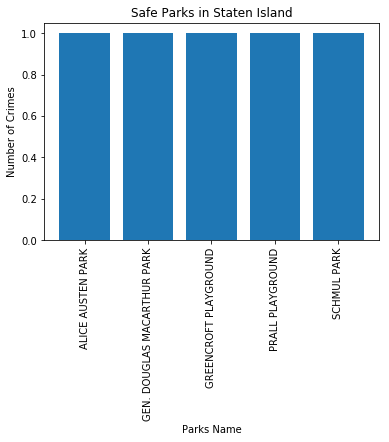 Safe Parks in Staten Island
Number of Crimes
1.0
0.8
0.6
0.4
0.2
0.0
ALICE AUSTEN PARK
GEN. DOUGLAS MACARTHUR PARK
GREENCROFT PLAYGROUND
PRALL PLAYGROUND
SCHMUL PARK
Parks Name